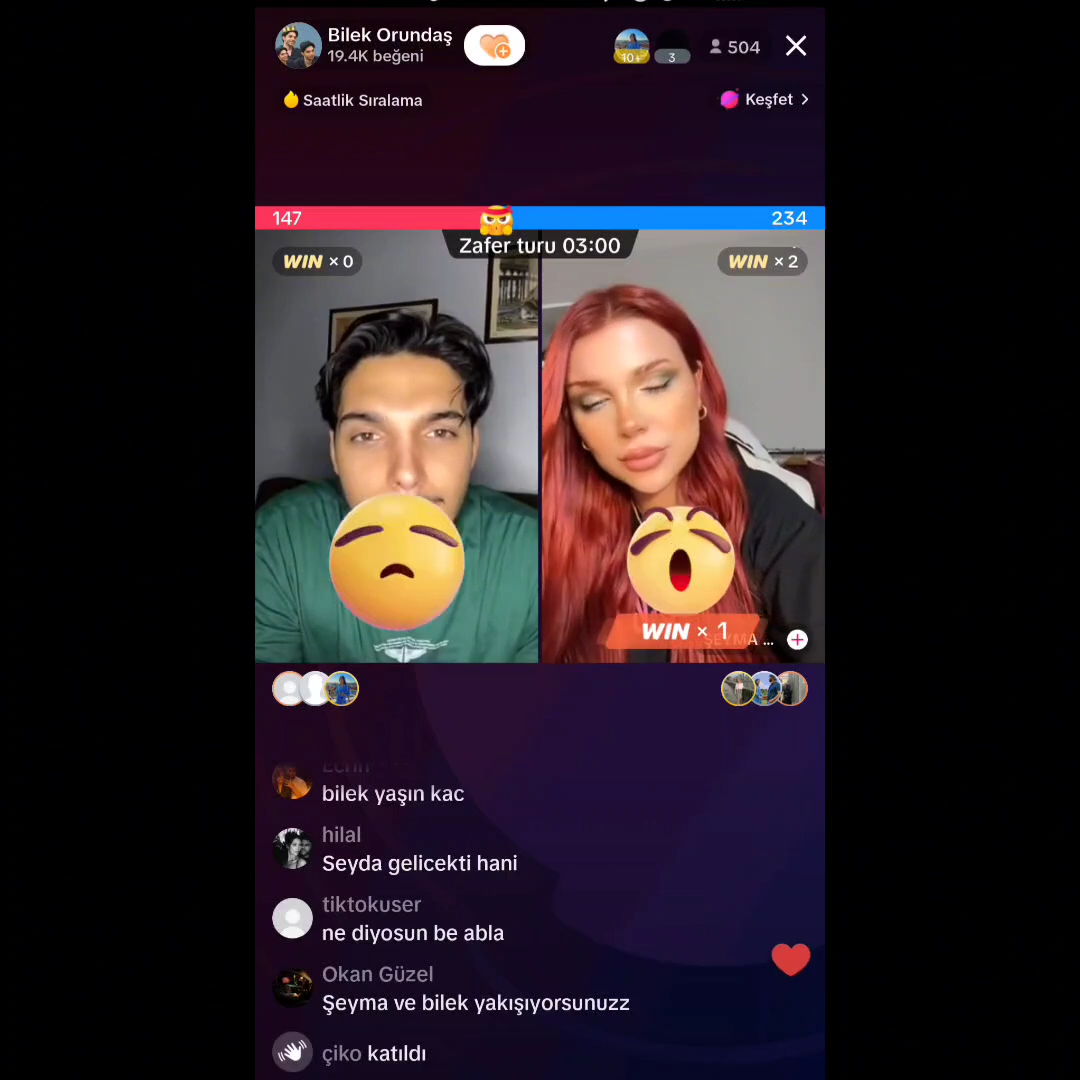 Bilek Orundaş
19.4K beğeni
10+
3
504
Saatlik Sıralama
Keşfet
147
234
Zafer turu 03:00
WIN × 0
WIN × 2
WIN × 1
bilek yaşın kac
hilal
Seyda gelicekti hani
tiktokuser
ne diyosun be abla
Okan Güzel
Şeyma ve bilek yakışıyorsunuzz
çiko katıldı